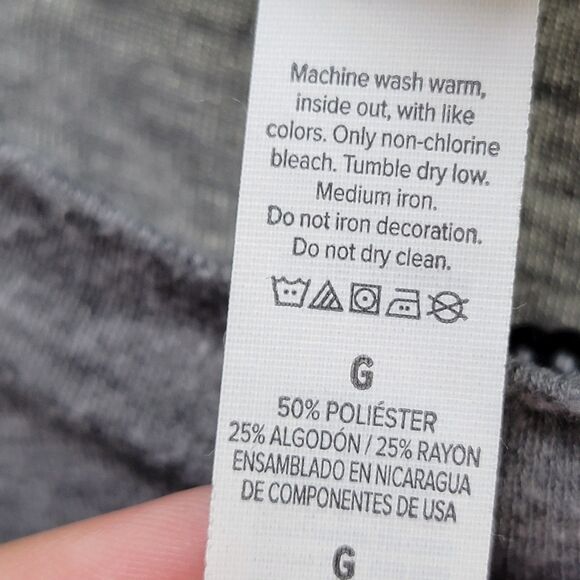 Machine wash warm,
inside out, with like
colors. Only non-chlorine
bleach. Tumble dry low.
Medium iron.
Do not iron decoration.
Do not dry clean.
G
50% POLIÉSTER
25% ALGODÓN / 25% RAYON
ENSAMBLADO EN NICARAGUA
DE COMPONENTES DE USA
G